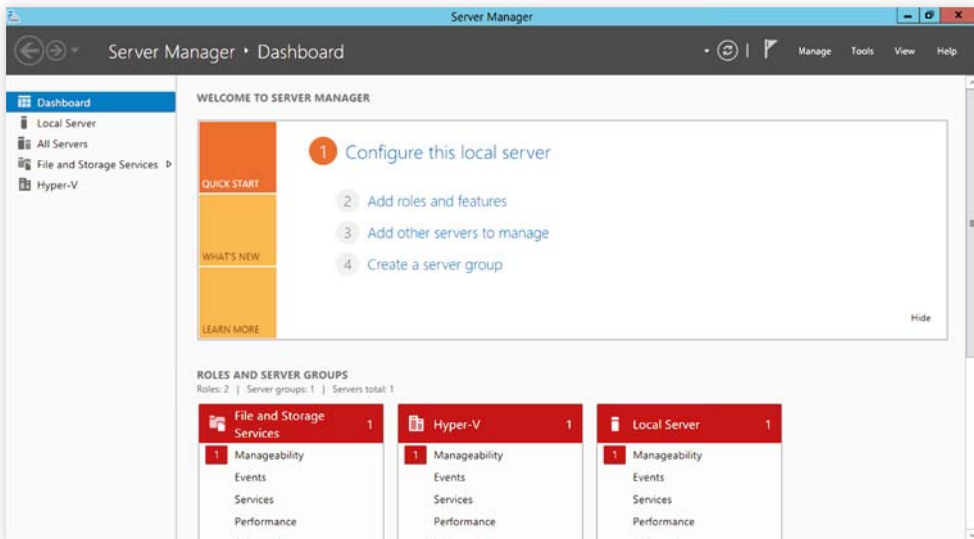 Server Manager
Server Manager • Dashboard
Manage Tools View Help
Dashboard
Local Server
All Servers
File and Storage Services
Hyper-V
WELCOME TO SERVER MANAGER
QUICK START
WHAT'S NEW
LEARN MORE
1 Configure this local server
2 Add roles and features
3 Add other servers to manage
4 Create a server group
Hide
ROLES AND SERVER GROUPS
Roles: 2 | Server groups: 1 | Servers total: 1
File and Storage
Services 1
1 Manageability
Events
Services
Performance
Hyper-V 1
1 Manageability
Events
Services
Performance
Local Server 1
1 Manageability
Events
Services
Performance